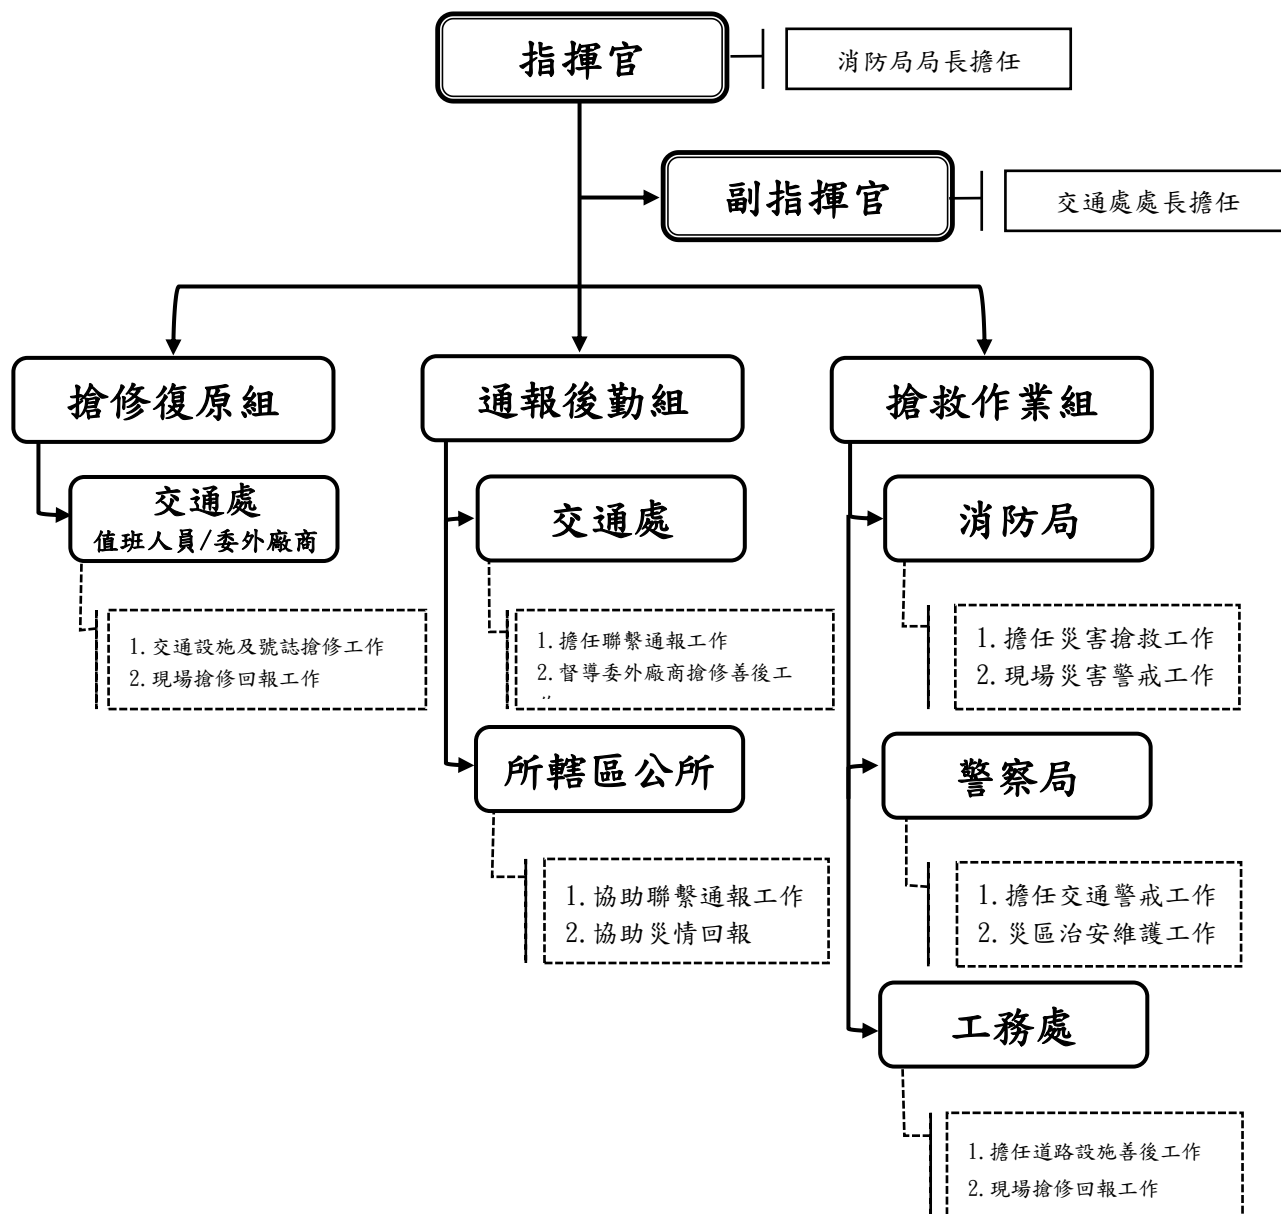 指揮官
消防局局長擔任
副指揮官
交通處處長擔任
搶修復原組
通報後勤組
搶救作業組
交通處
值班人員/委外廠商
交通處
消防局
1.交通設施及號誌搶修工作
2.現場搶修回報工作
1.擔任聯繫通報工作
2.督導委外廠商搶修善後工
1.擔任災害搶救工作
2.現場災害警戒工作
所轄區公所
警察局
1.協助聯繫通報工作
2.協助災情回報
1.擔任交通警戒工作
2.災區治安維護工作
工務處
1.擔任道路設施善後工作
2.現場搶修回報工作